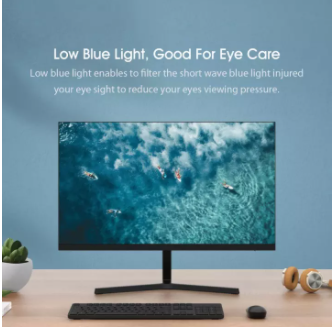 Low Blue Light, Good For Eye Care
Low blue light enables to filter the short wave blue light injured
your eye sight to reduce your eyes viewing pressure.